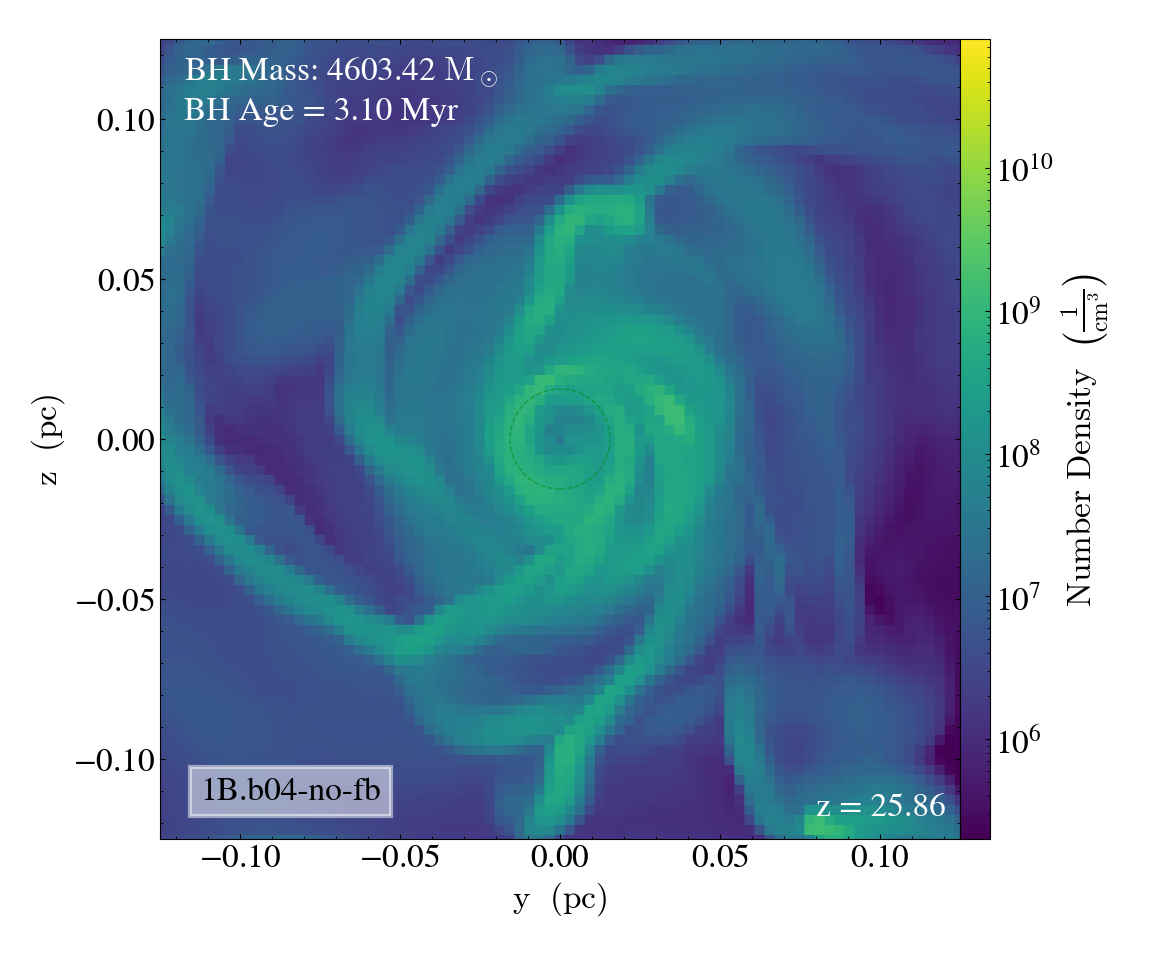 BH Mass: 4603.42 M☉
BH Age = 3.10 Myr
0.10
0.05
0.00
−0.05
−0.10
z (pc)
1B.b04-no-fb
z = 25.86
−0.10
−0.05
0.00
0.05
0.10
y (pc)
10¹⁰
10⁹
10⁸
10⁷
10⁶
Number Density (1/cm³)